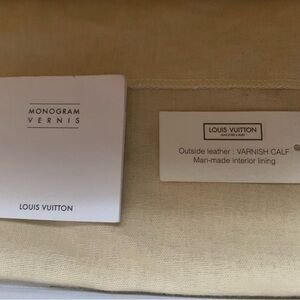 MONOGRAM
VERNIS
LOUIS VUITTON
LOUIS VUITTON
Outside leather : VARNISH CALF
Man-made interior lining